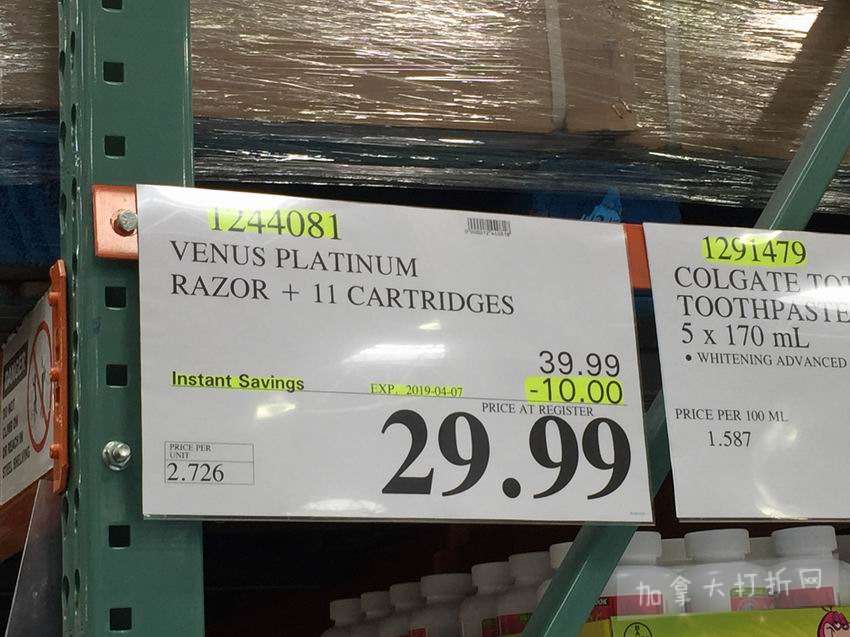 1244081
VENUS PLATINUM
RAZOR + 11 CARTRIDGES
39.99
Instant Savings EXP. 2019-04-07 -10.00
PRICE AT REGISTER
29.99
PRICE PER
UNIT
2.726
1291479
COLGATE TOT
TOOTHPASTE
5 x 170 mL
• WHITENING ADVANCED
PRICE PER 100 ML
1.587
加拿大打折网